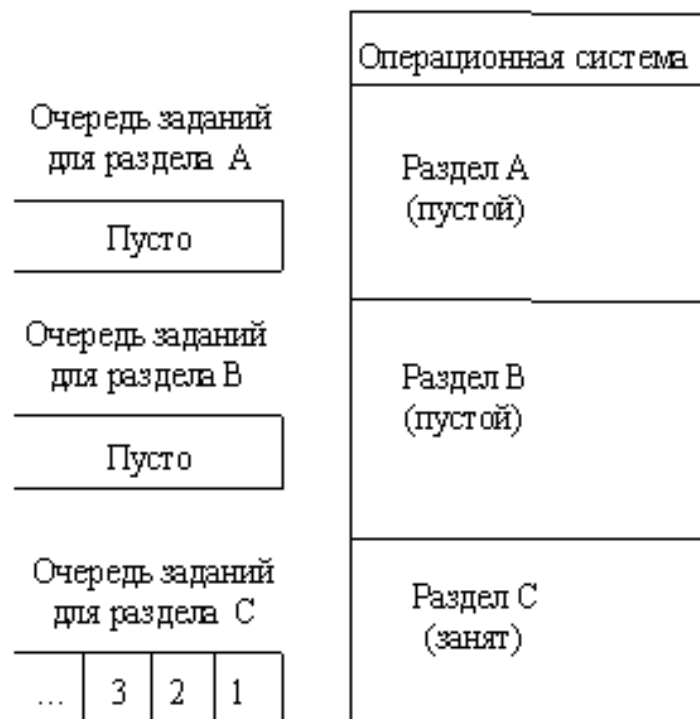 Операционная система
Очередь заданий
для раздела A
Пусто
Раздел A
(пустой)
Очередь заданий
для раздела B
Пусто
Раздел B
(пустой)
Очередь заданий
для раздела C
... 3 2 1
Раздел C
(занят)